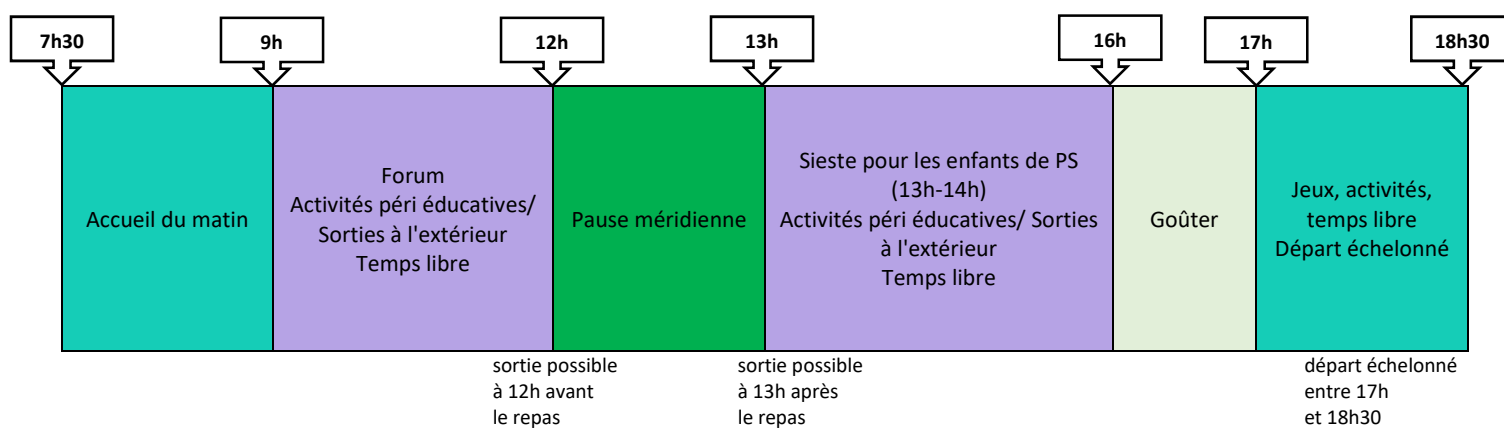 7h30
9h
12h
13h
16h
17h
18h30
Accueil du matin
Forum
Activités péri éducatives/
Sorties à l'extérieur
Temps libre
Pause méridienne
Sieste pour les enfants de PS
(13h-14h)
Activités péri éducatives/ Sorties
à l'extérieur
Temps libre
Goûter
Jeux, activités,
temps libre
Départ échelonné
sortie possible
à 12h avant
le repas
sortie possible
à 13h après
le repas
départ échelonné
entre 17h
et 18h30